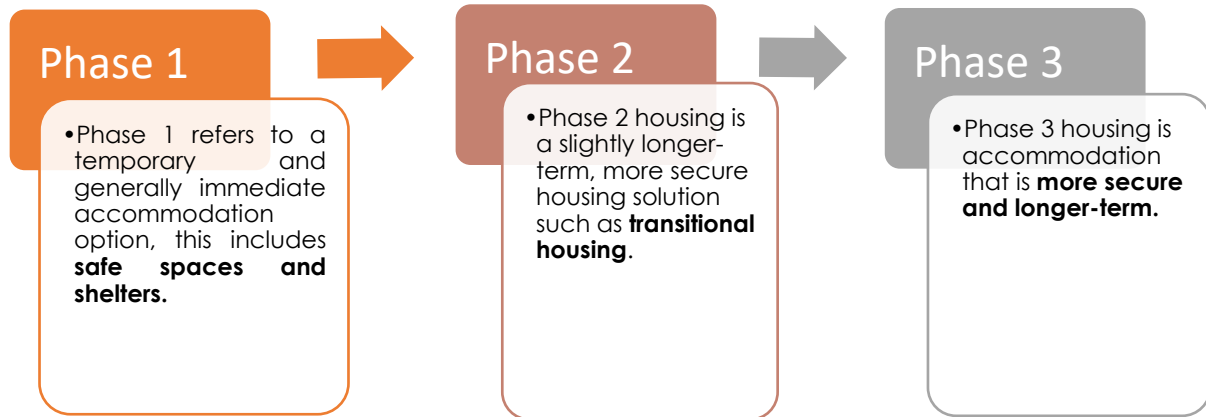 Phase 1
•Phase 1 refers to a
temporary and
generally immediate
accommodation
option, this includes
safe spaces and
shelters.
Phase 2
•Phase 2 housing is
a slightly longer-
term, more secure
housing solution
such as transitional
housing.
Phase 3
•Phase 3 housing is
accommodation
that is more secure
and longer-term.